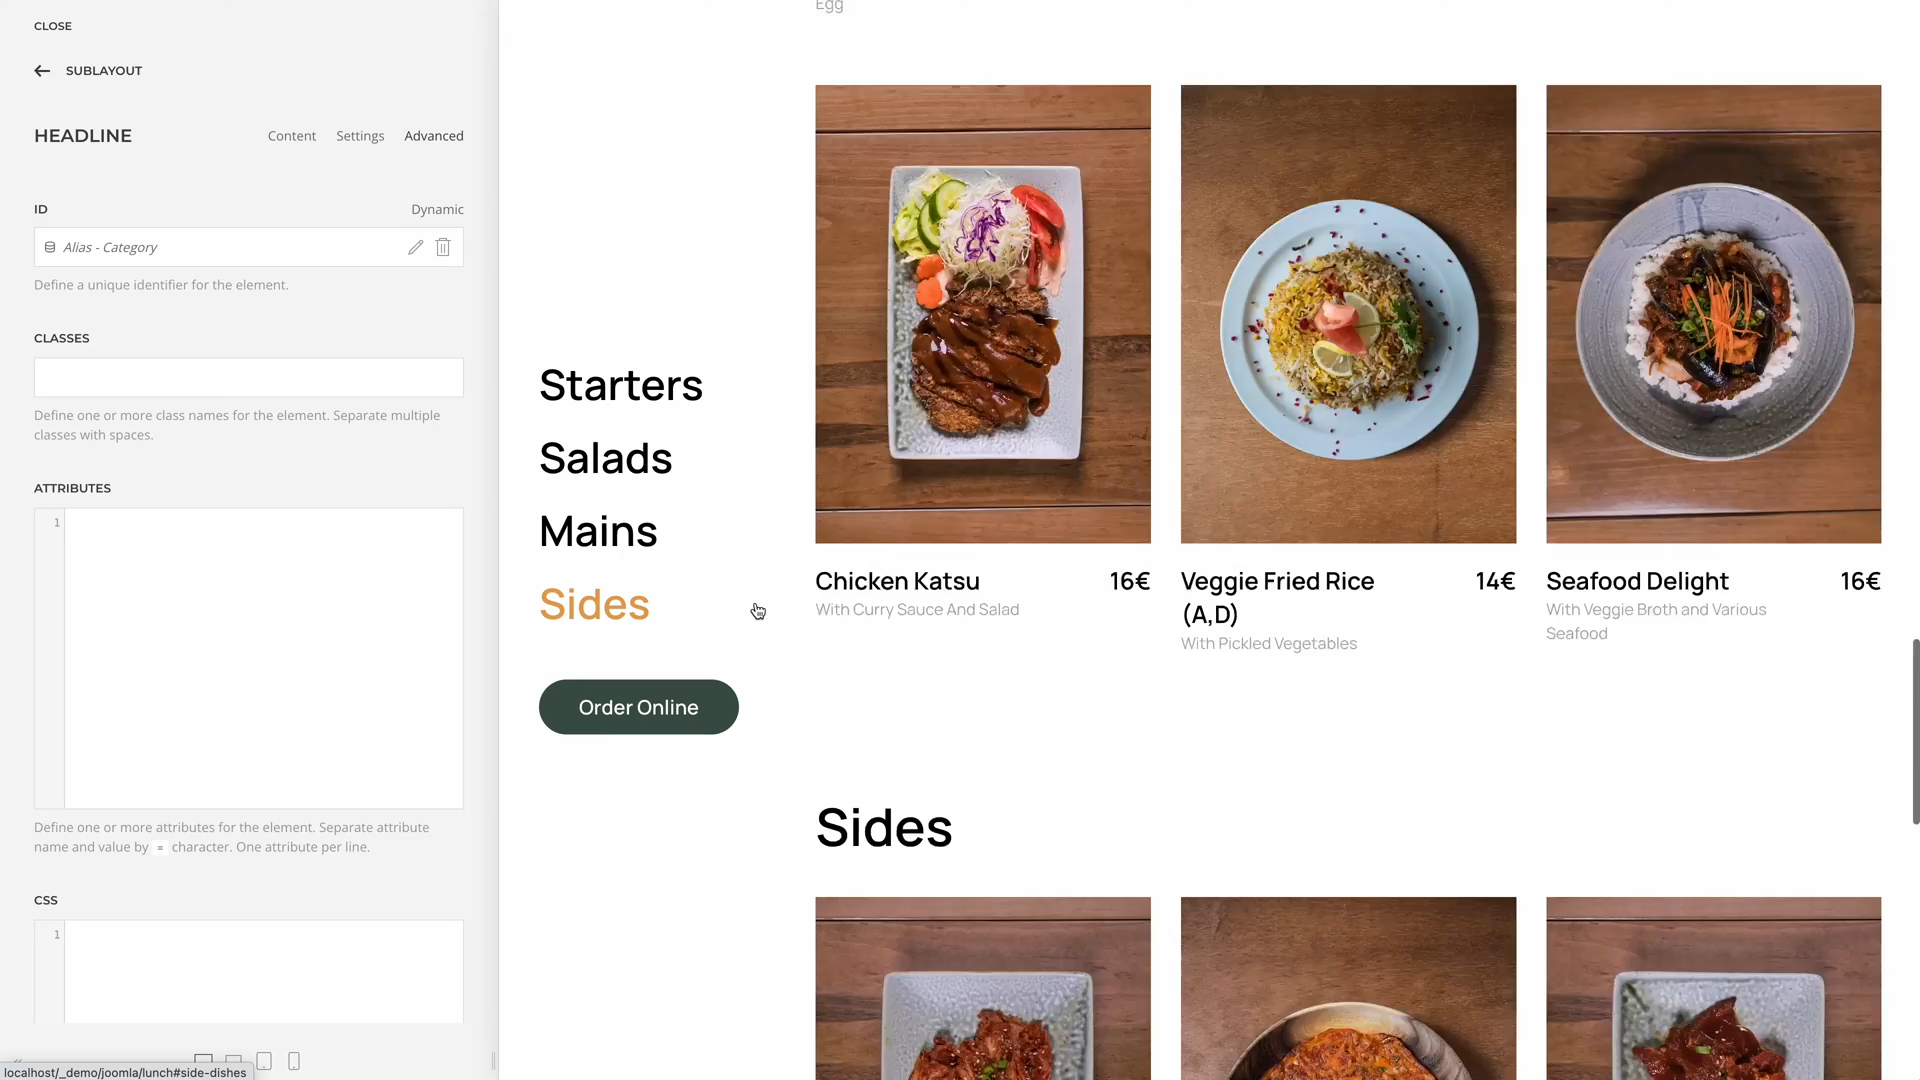 CLOSE
SUBLAYOUT
HEADLINE
Content
Settings
Advanced
ID
Dynamic
Alias - Category
Define a unique identifier for the element.
CLASSES
Define one or more class names for the element. Separate multiple
classes with spaces.
ATTRIBUTES
1
Define one or more attributes for the element. Separate attribute
name and value by = character. One attribute per line.
CSS
1
localhost/_demo/joomla/lunch#side-dishes
Egg
Starters
Salads
Mains
Sides
Order Online
Chicken Katsu 16€
With Curry Sauce And Salad
Veggie Fried Rice 14€
(A,D)
With Pickled Vegetables
Seafood Delight 16€
With Veggie Broth and Various
Seafood
Sides